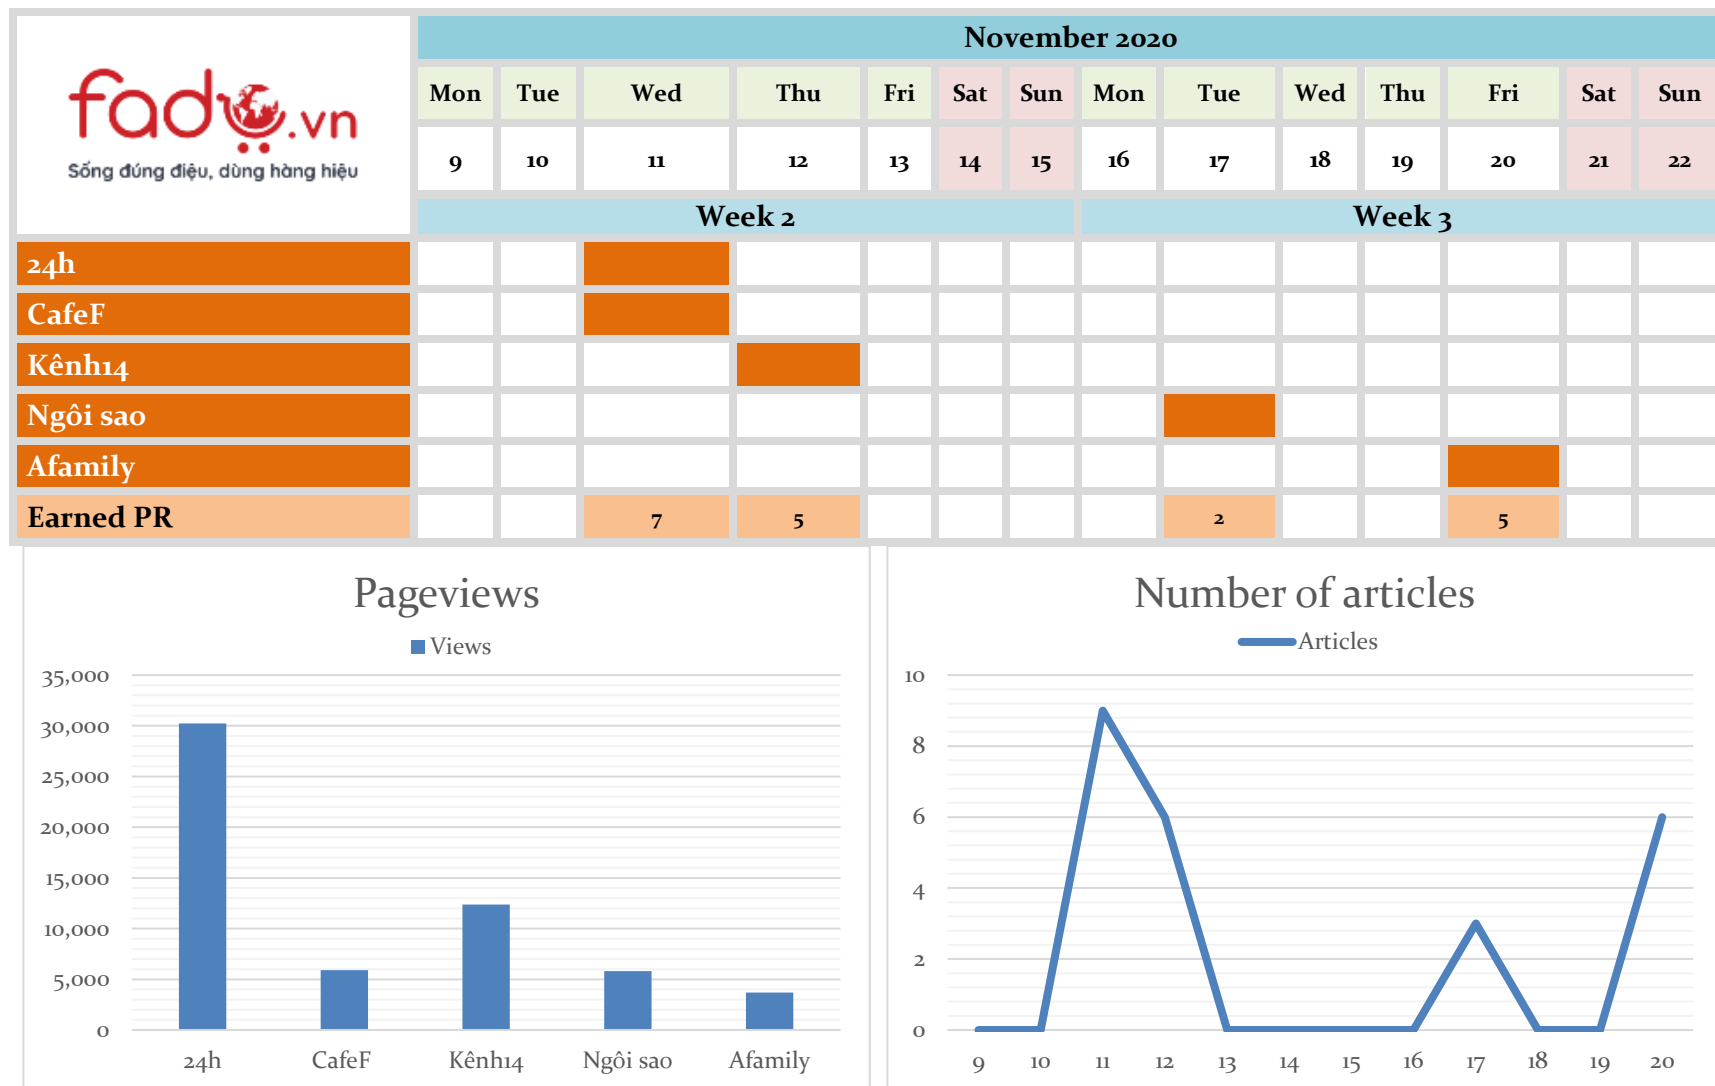 fado.vn
Sống đúng điệu, dùng hàng hiệu
November 2020
Mon Tue Wed Thu Fri Sat Sun Mon Tue Wed Thu Fri Sat Sun
9 10 11 12 13 14 15 16 17 18 19 20 21 22
Week 2 Week 3
24h
CafeF
Kênh14
Ngôi sao
Afamily
Earned PR 7 5 2 5
Pageviews
Views
35,000
30,000
25,000
20,000
15,000
10,000
5,000
0
24h CafeF Kênh14 Ngôi sao Afamily
Number of articles
Articles
10
8
6
4
2
0
9 10 11 12 13 14 15 16 17 18 19 20